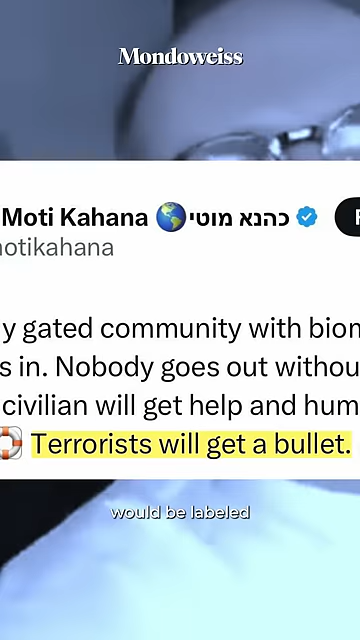 Mondoweiss
Moti Kahana 🌎כהנא מוטי
otikahana
y gated community with biom
s in. Nobody goes out withou
civilian will get help and hum
🛟 Terrorists will get a bullet.
would be labeled